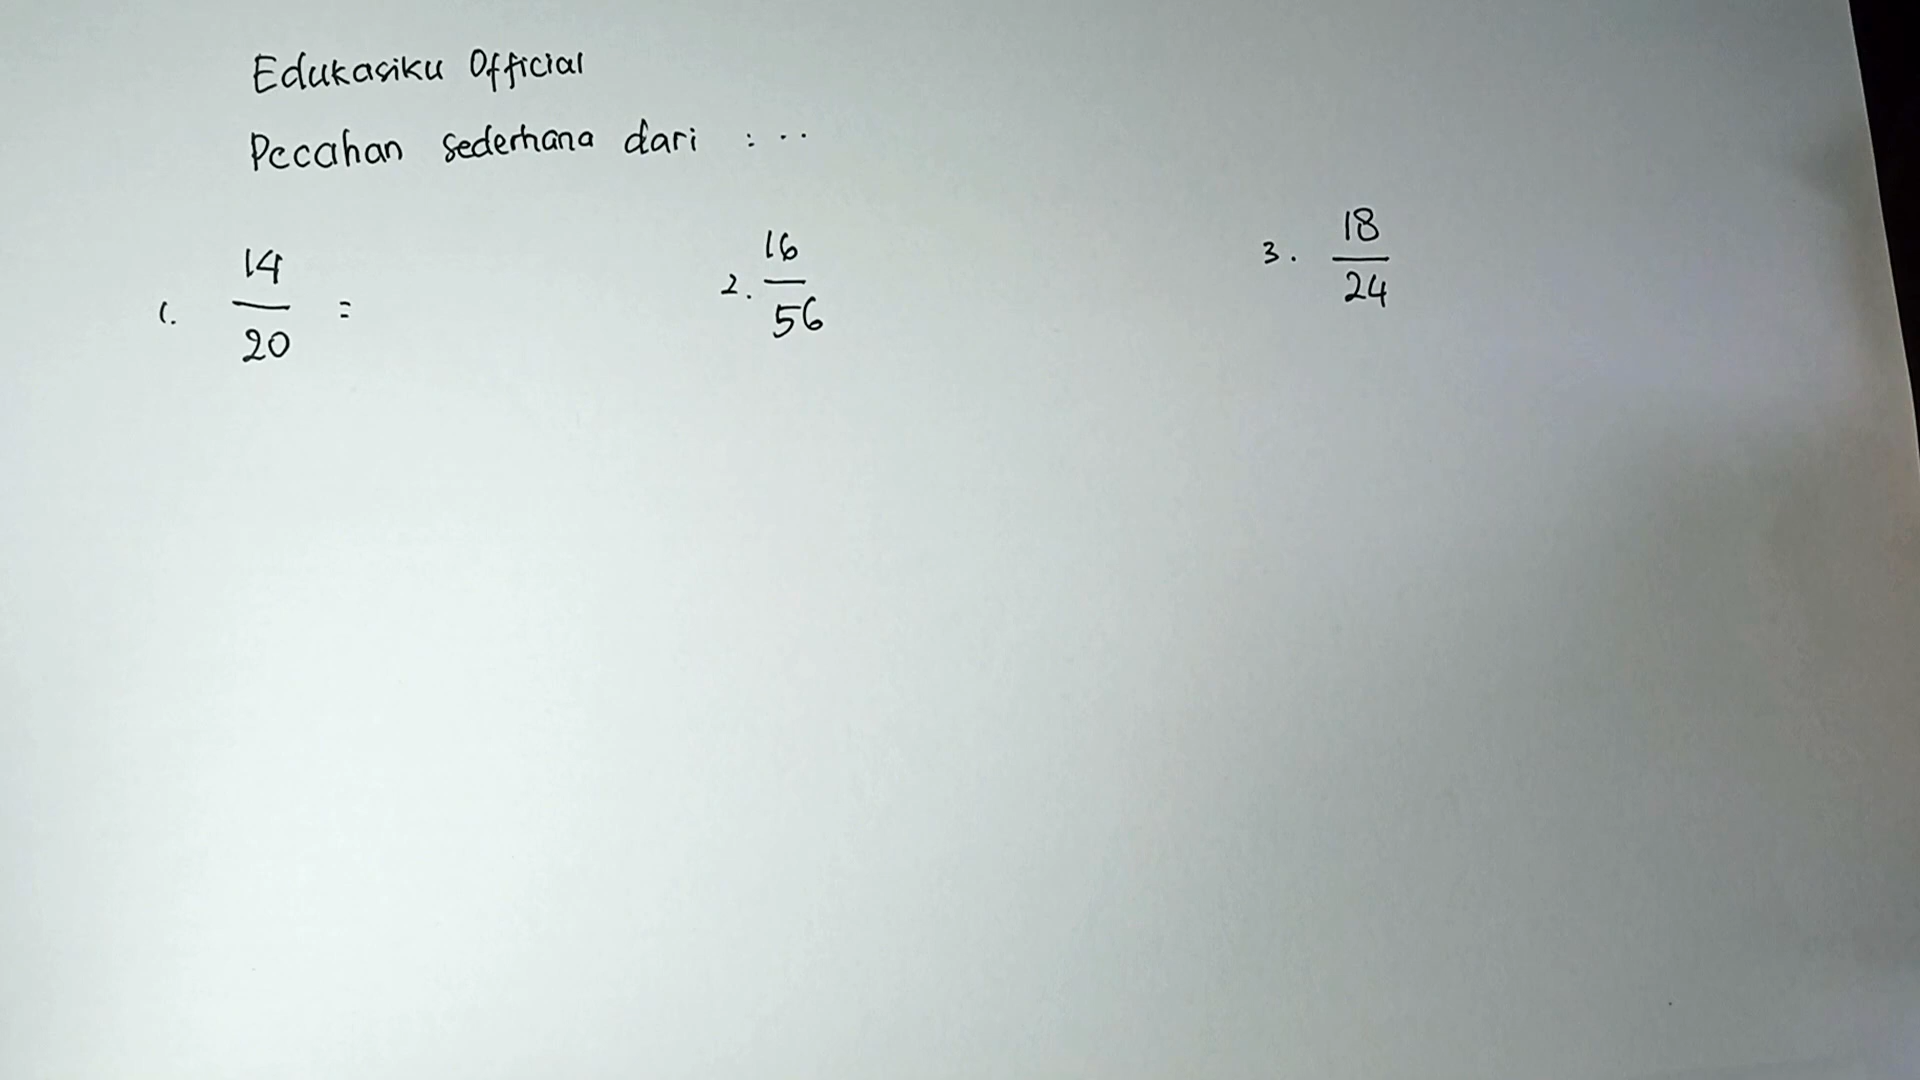 Edukasiku Official
Pecahan sederhana dari : ..
1. 14/20 =
2. 16/56
3. 18/24